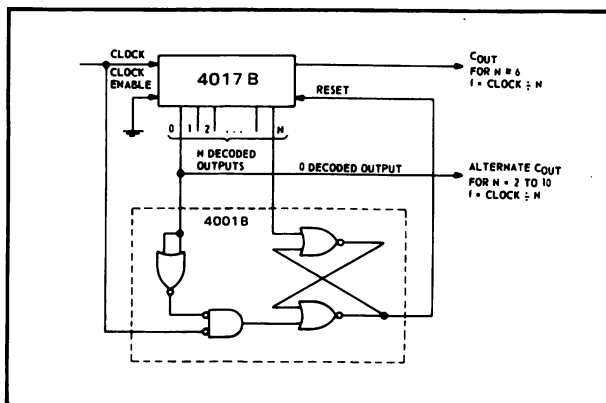 CLOCK
CLOCK
ENABLE
4017 B
RESET
COUT
FOR N ≥ 6
f = CLOCK ÷ N
0 1 2 ... N
N DECODED
OUTPUTS
0 DECODED OUTPUT
ALTERNATE COUT
FOR N = 2 TO 10
f = CLOCK ÷ N
4001B